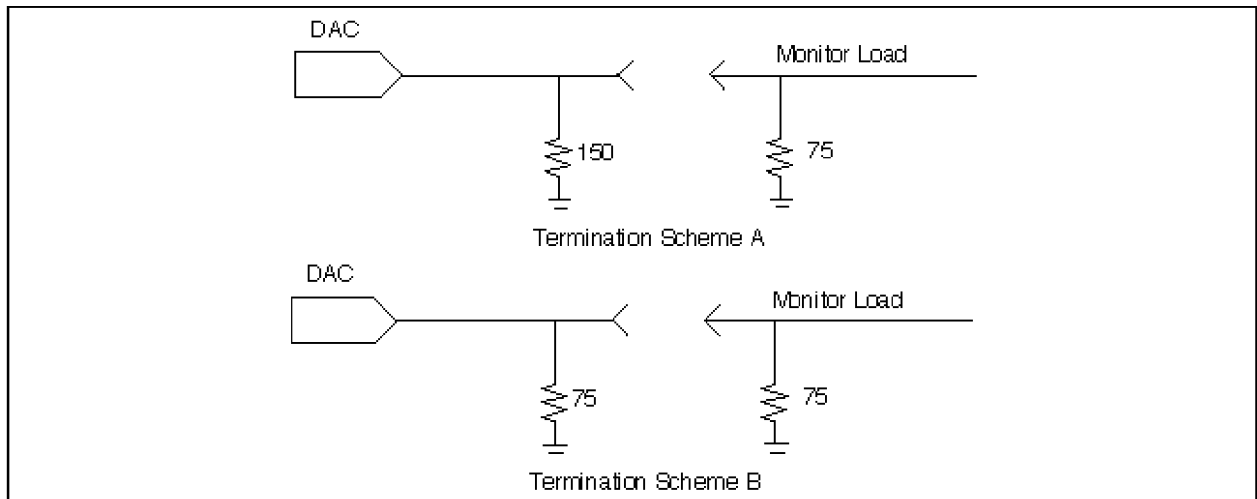 DAC
Monitor Load
150
75
Termination Scheme A
DAC
Monitor Load
75
75
Termination Scheme B